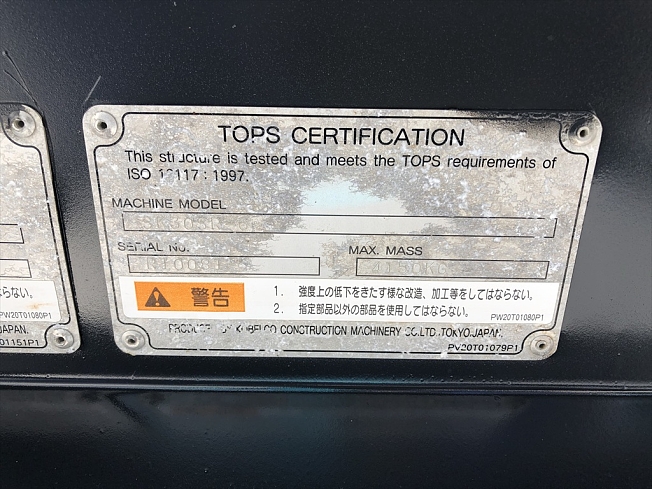 TOPS CERTIFICATION
This structure is tested and meets the TOPS requirements of
ISO 12117 : 1997.
MACHINE MODEL
SERIAL NO.
MAX. MASS
警告
1. 強度上の低下をきたす様な改造、加工等をしてはならない。
2. 指定部品以外の部品を使用してはならない。
PW20T01080P1
PRODUCED BY KOBELCO CONSTRUCTION MACHINERY CO.LTD.TOKYO.JAPAN.
PV20T01079P1
らない。
PW20T01080P1
JAPAN.
01151P1